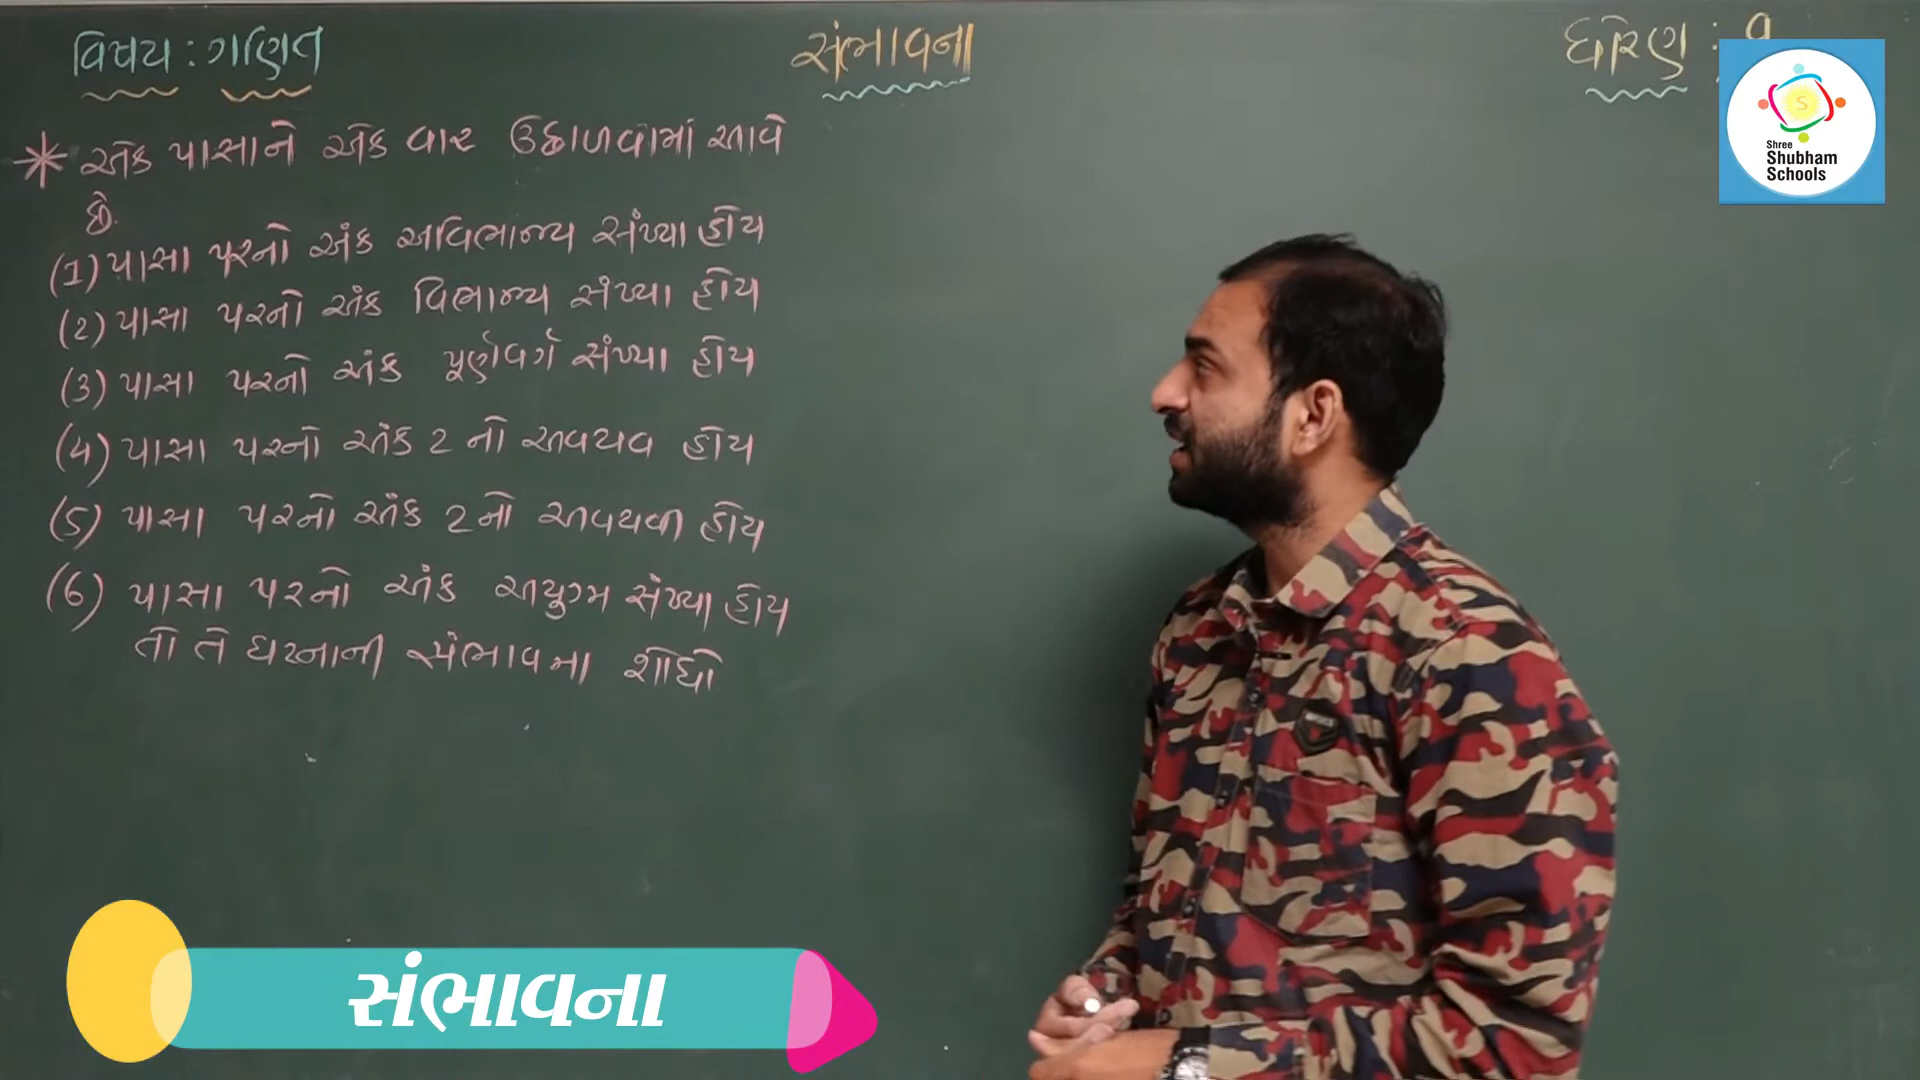 વિષય : ગણિત
સંભાવના
ધોરણ : 9
* એક પાસાને એક વાર ઉછાળવામાં આવે
છે.
(1) પાસા પરનો અંક અવિભાજ્ય સંખ્યા હોય
(2) પાસા પરનો અંક વિભાજ્ય સંખ્યા હોય
(3) પાસા પરનો અંક પૂર્ણવર્ગ સંખ્યા હોય
(4) પાસા પરનો અંક 2 નો અવયવ હોય
(5) પાસા પરનો અંક 2 નો અવયવી હોય
(6) પાસા પરનો અંક અયુગ્મ સંખ્યા હોય
તો તે ઘટનાની સંભાવના શોધો
Shree
Shubham
Schools
સંભાવના